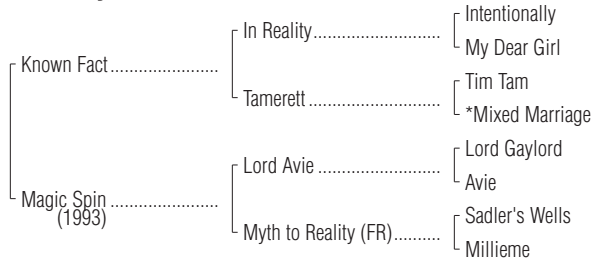 Intentionally
In Reality
My Dear Girl
Known Fact
Tim Tam
Tamerett
*Mixed Marriage
Lord Gaylord
Lord Avie
Avie
Magic Spin
(1993)
Sadler's Wells
Myth to Reality (FR)
Millieme